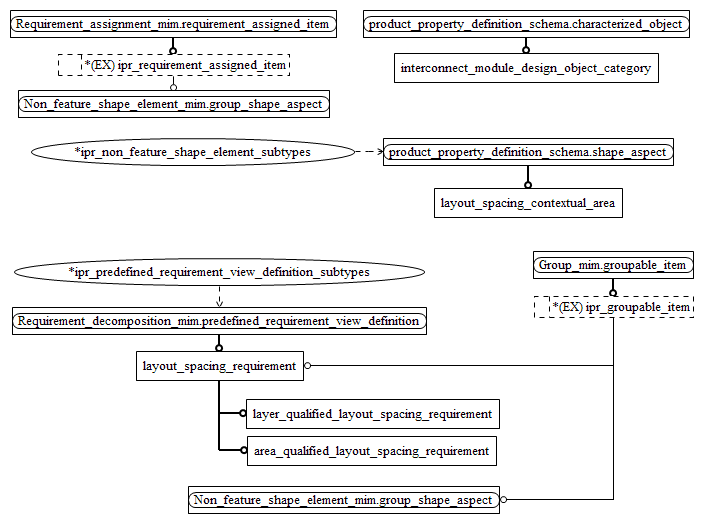 Requirement_assignment_mim.requirement_assigned_item
product_property_definition_schema.characterized_object
*(EX) ipr_requirement_assigned_item
interconnect_module_design_object_category
Non_feature_shape_element_mim.group_shape_aspect
*ipr_non_feature_shape_element_subtypes
product_property_definition_schema.shape_aspect
layout_spacing_contextual_area
*ipr_predefined_requirement_view_definition_subtypes
Group_mim.groupable_item
*(EX) ipr_groupable_item
Requirement_decomposition_mim.predefined_requirement_view_definition
layout_spacing_requirement
layer_qualified_layout_spacing_requirement
area_qualified_layout_spacing_requirement
Non_feature_shape_element_mim.group_shape_aspect